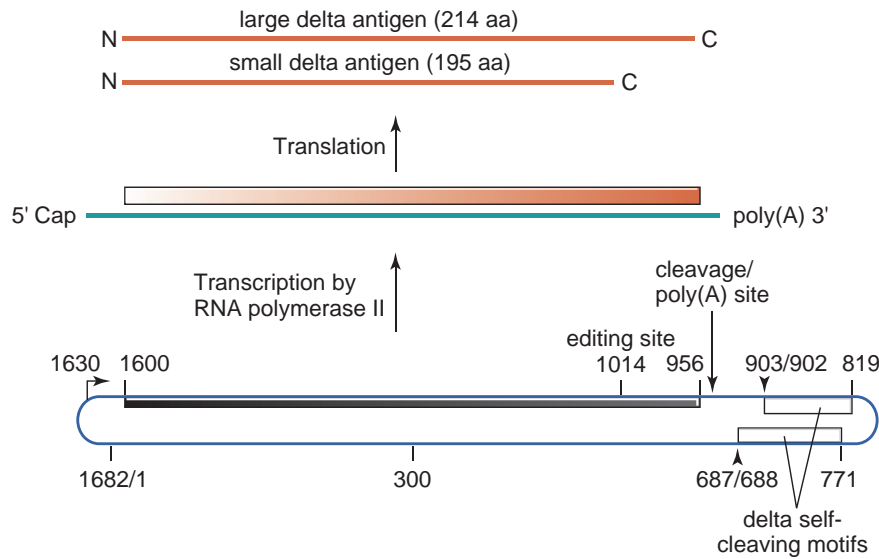 large delta antigen (214 aa)
N C
small delta antigen (195 aa)
N C
Translation
5' Cap poly(A) 3'
Transcription by
RNA polymerase II
cleavage/
poly(A) site
editing site
1630 1600 1014 956 903/902 819
1682/1 300 687/688 771
delta self-
cleaving motifs